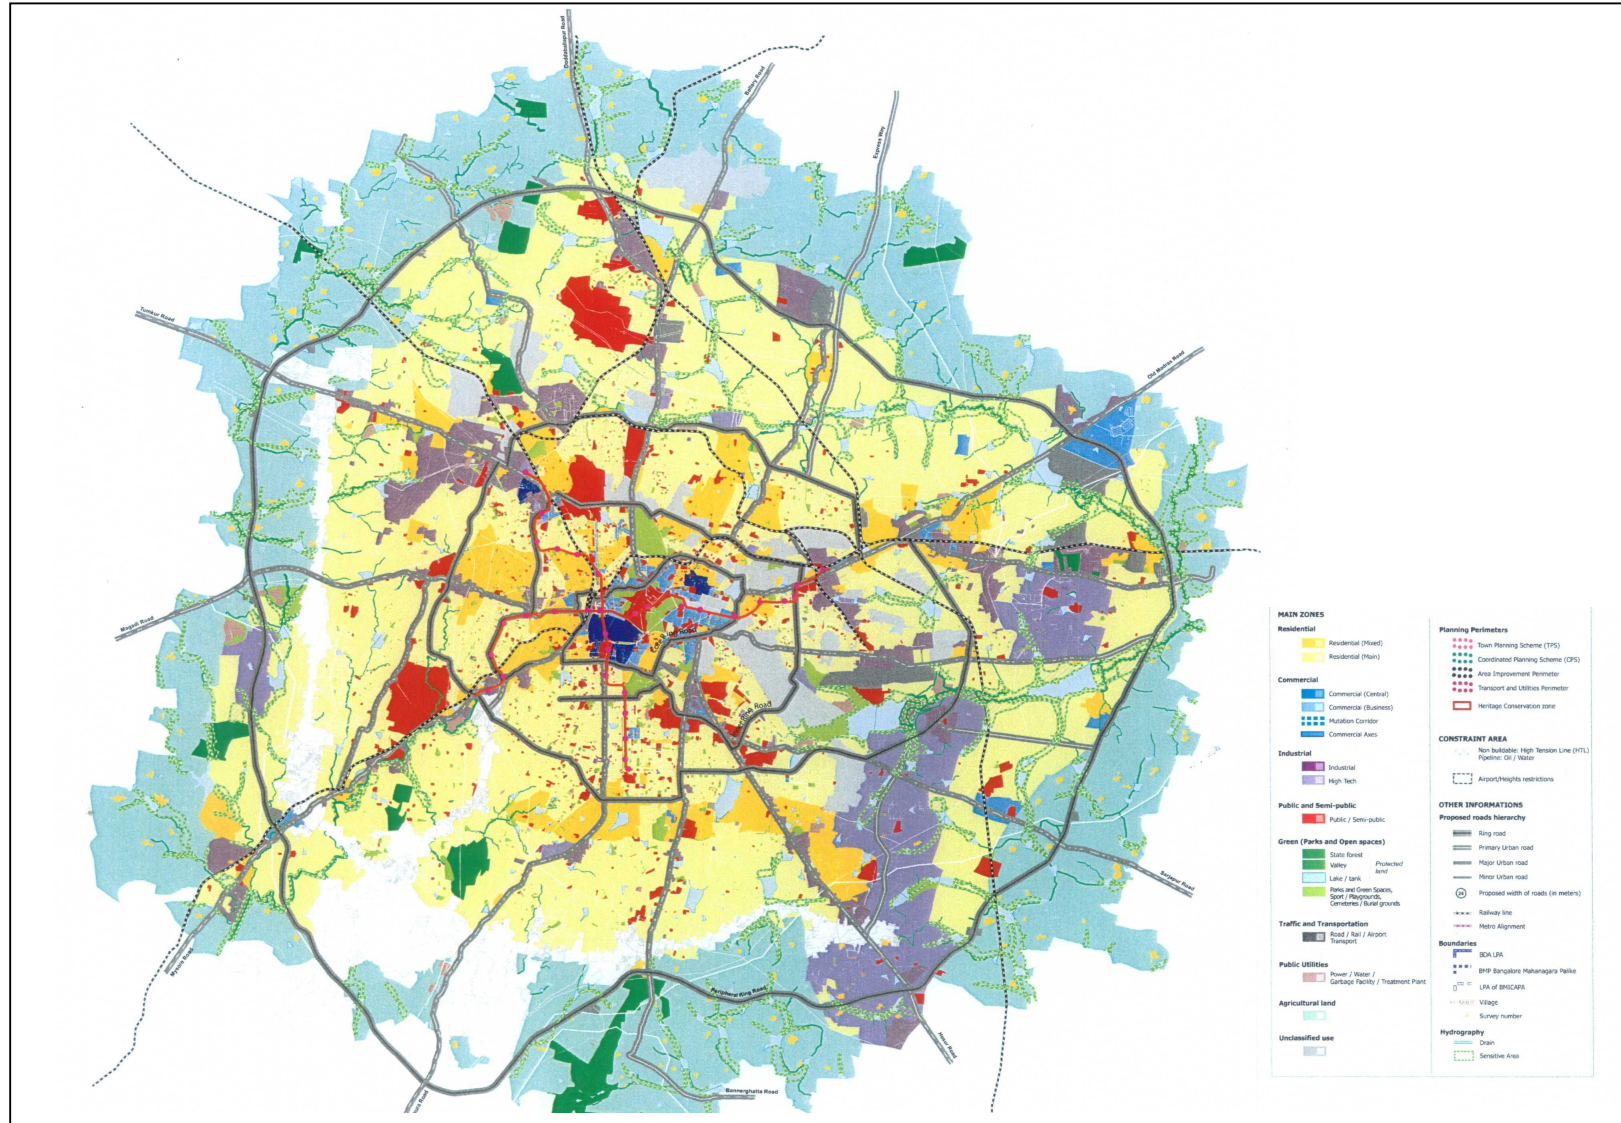 Doddaballapur Road
Bellary Road
Express Way
Tumkur Road
Old Madras Road
Magadi Road
Core Ring Road
Sarjapur Road
Mysore Road
Peripheral Ring Road
Hosur Road
Bannerghatta Road
Road
MAIN ZONES
Residential
Residential (Mixed)
Residential (Main)
Commercial
Commercial (Central)
Commercial (Business)
Mutation Corridor
Commercial Axes
Industrial
Industrial
High Tech
Public and Semi-public
Public / Semi-public
Green (Parks and Open spaces)
State forest
Valley
Protected
land
Lake / tank
Parks and Green Spaces,
Sport / Playgrounds,
Cemeteries / Burial grounds
Traffic and Transportation
Road / Rail / Airport
Transport
Public Utilities
Power / Water /
Garbage Facility / Treatment Plant
Agricultural land
Unclassified use
Planning Perimeters
Town Planning Scheme (TPS)
Coordinated Planning Scheme (CPS)
Area Improvement Perimeter
Transport and Utilities Perimeter
Heritage Conservation zone
CONSTRAINT AREA
Non buildable: High Tension Line (HTL)
Pipeline: Oil / Water
Airport/Heights restrictions
OTHER INFORMATIONS
Proposed roads hierarchy
Ring road
Primary Urban road
Major Urban road
Minor Urban road
Proposed width of roads (in meters)
Railway line
Metro Alignment
Boundaries
BDA LPA
BMP Bangalore Mahanagara Palike
LPA of BMICAPA
Village
Survey number
Hydrography
Drain
Sensitive Area